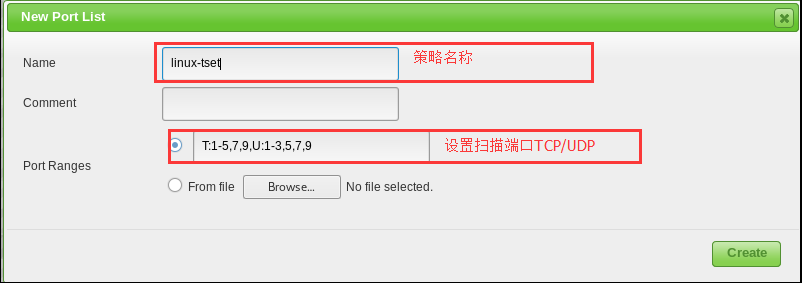 New Port List
Name
linux-tset
策略名称
Comment
T:1-5,7,9,U:1-3,5,7,9
设置扫描端口TCP/UDP
Port Ranges
From file Browse... No file selected.
Create